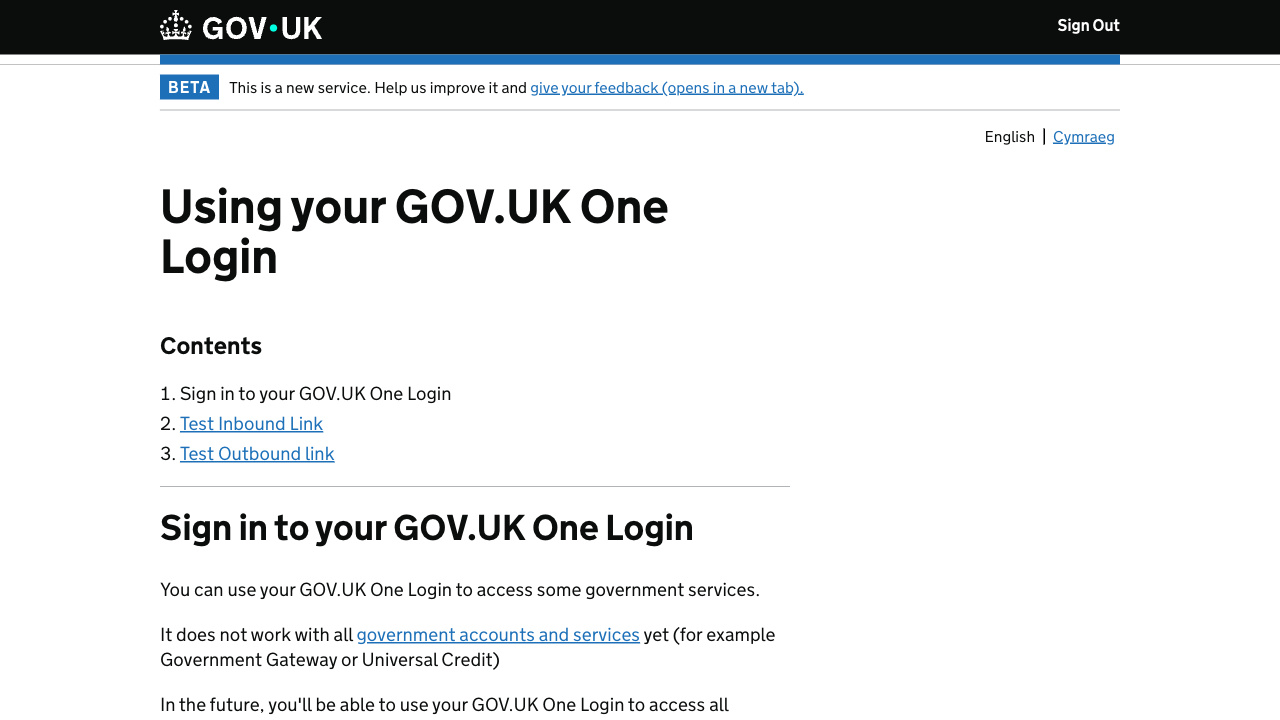 GOV·UK
Sign Out
BETA This is a new service. Help us improve it and give your feedback (opens in a new tab).
English | Cymraeg
Using your GOV.UK One
Login
Contents
1. Sign in to your GOV.UK One Login
2. Test Inbound Link
3. Test Outbound link
Sign in to your GOV.UK One Login
You can use your GOV.UK One Login to access some government services.
It does not work with all government accounts and services yet (for example
Government Gateway or Universal Credit)
In the future, you'll be able to use your GOV.UK One Login to access all